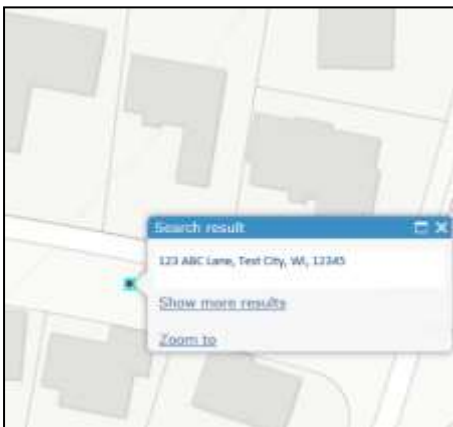 Search result
123 ABC Lane, Test City, WI, 12345
Show more results
Zoom to